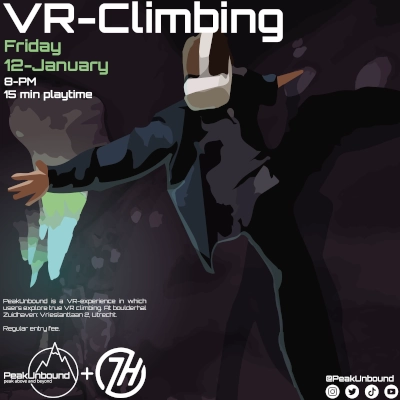 VR-Climbing
Friday
12-January
8-PM
15 min playtime
PeakUnbound is a VR-experience in which
users explore true VR climbing. At boulderhal
Zuidhaven: Vrieslantlaan 2, Utrecht.
Regular entry fee.
PeakUnbound
peak above and beyond
+
7H
@PeakUnbound